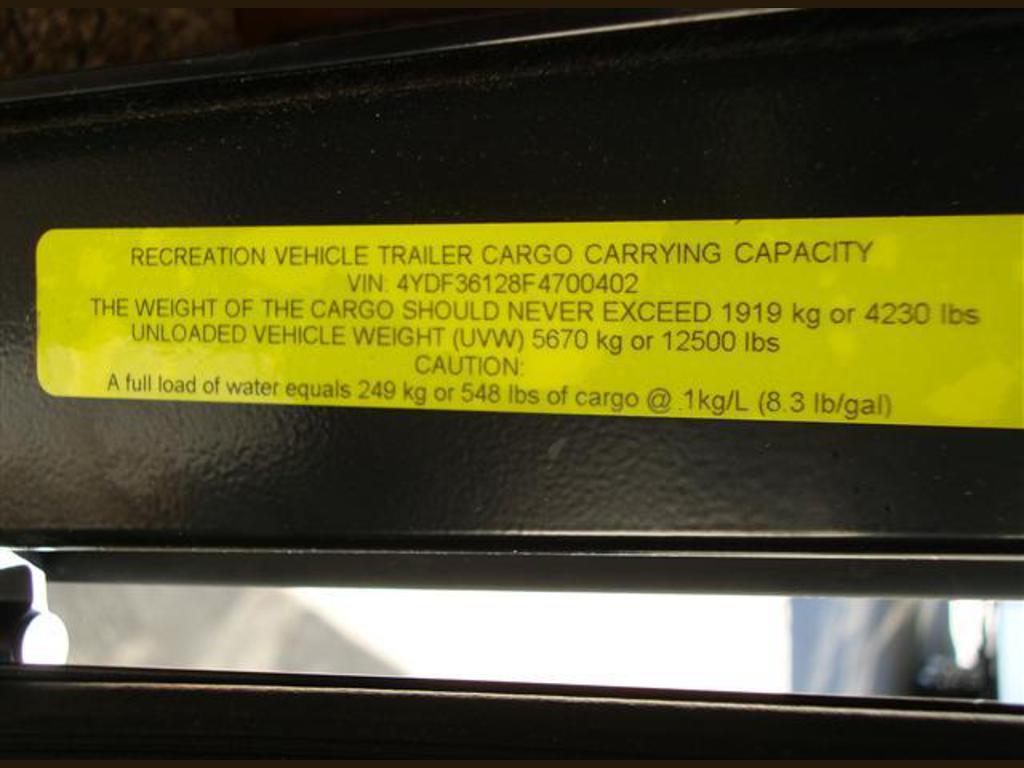 RECREATION VEHICLE TRAILER CARGO CARRYING CAPACITY
VIN: 4YDF36128F4700402
THE WEIGHT OF THE CARGO SHOULD NEVER EXCEED 1919 kg or 4230 lbs
UNLOADED VEHICLE WEIGHT (UVW) 5670 kg or 12500 lbs
CAUTION:
A full load of water equals 249 kg or 548 lbs of cargo @ 1kg/L (8.3 lb/gal)